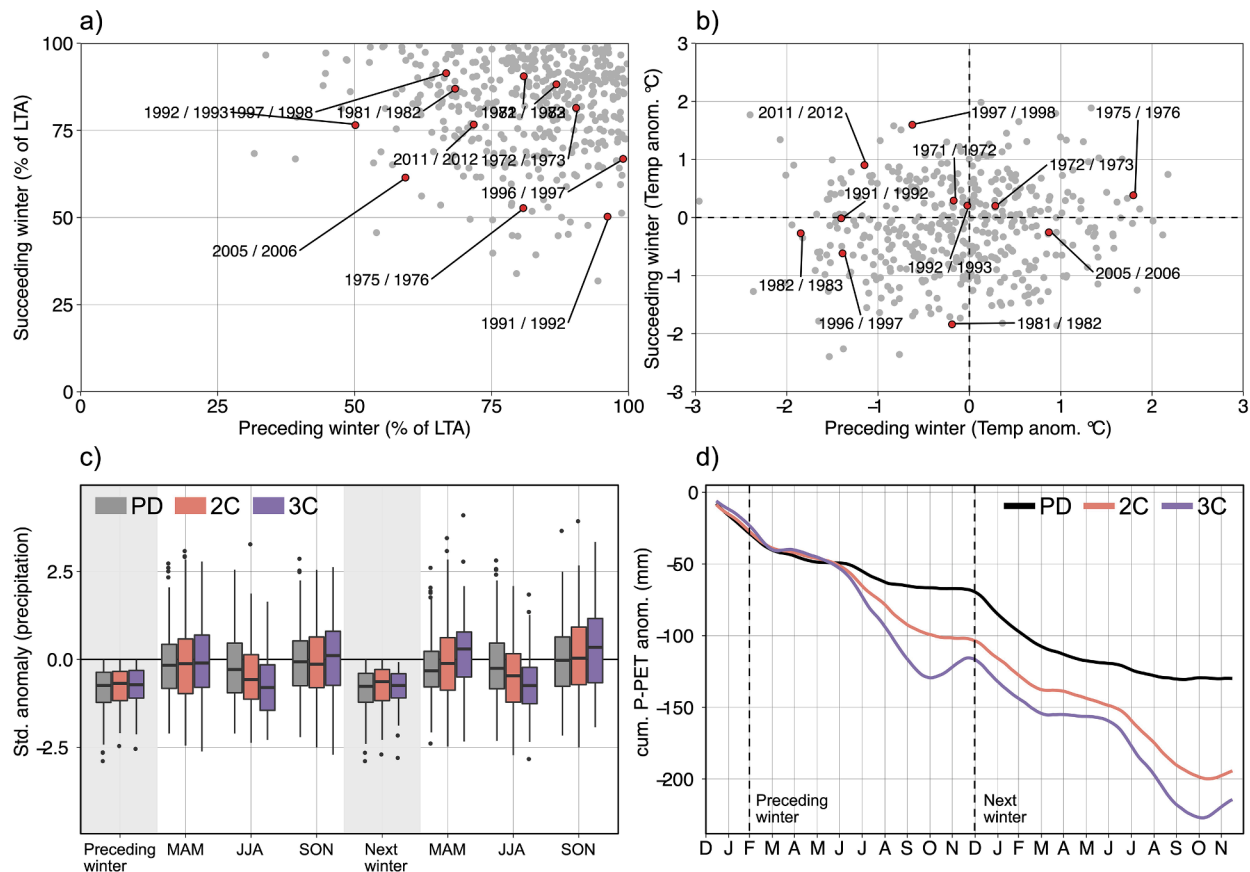 a)
100
75
50
25
0
Succeeding winter (% of LTA)
1992 / 1993
1997 / 1998
1981 / 1982
2011 / 2012
1972 / 1973
1996 / 1997
2005 / 2006
1975 / 1976
1991 / 1992
0
25
50
75
100
Preceding winter (% of LTA)
b)
3
2
1
0
−1
−2
−3
Succeeding winter (Temp anom. °C)
2011 / 2012
1997 / 1998
1975 / 1976
1971 / 1972
1972 / 1973
1991 / 1992
1992 / 1993
2005 / 2006
1982 / 1983
1996 / 1997
1981 / 1982
−3
−2
−1
0
1
2
3
Preceding winter (Temp anom. °C)
c)
PD 2C 3C
2.5
0.0
−2.5
Std. anomaly (precipitation)
Preceding
winter
MAM
JJA
SON
Next
winter
MAM
JJA
SON
d)
PD 2C 3C
0
−50
−100
−150
−200
cum. P-PET anom. (mm)
Preceding
winter
Next
winter
D J F M A M J J A S O N D J F M A M J J A S O N